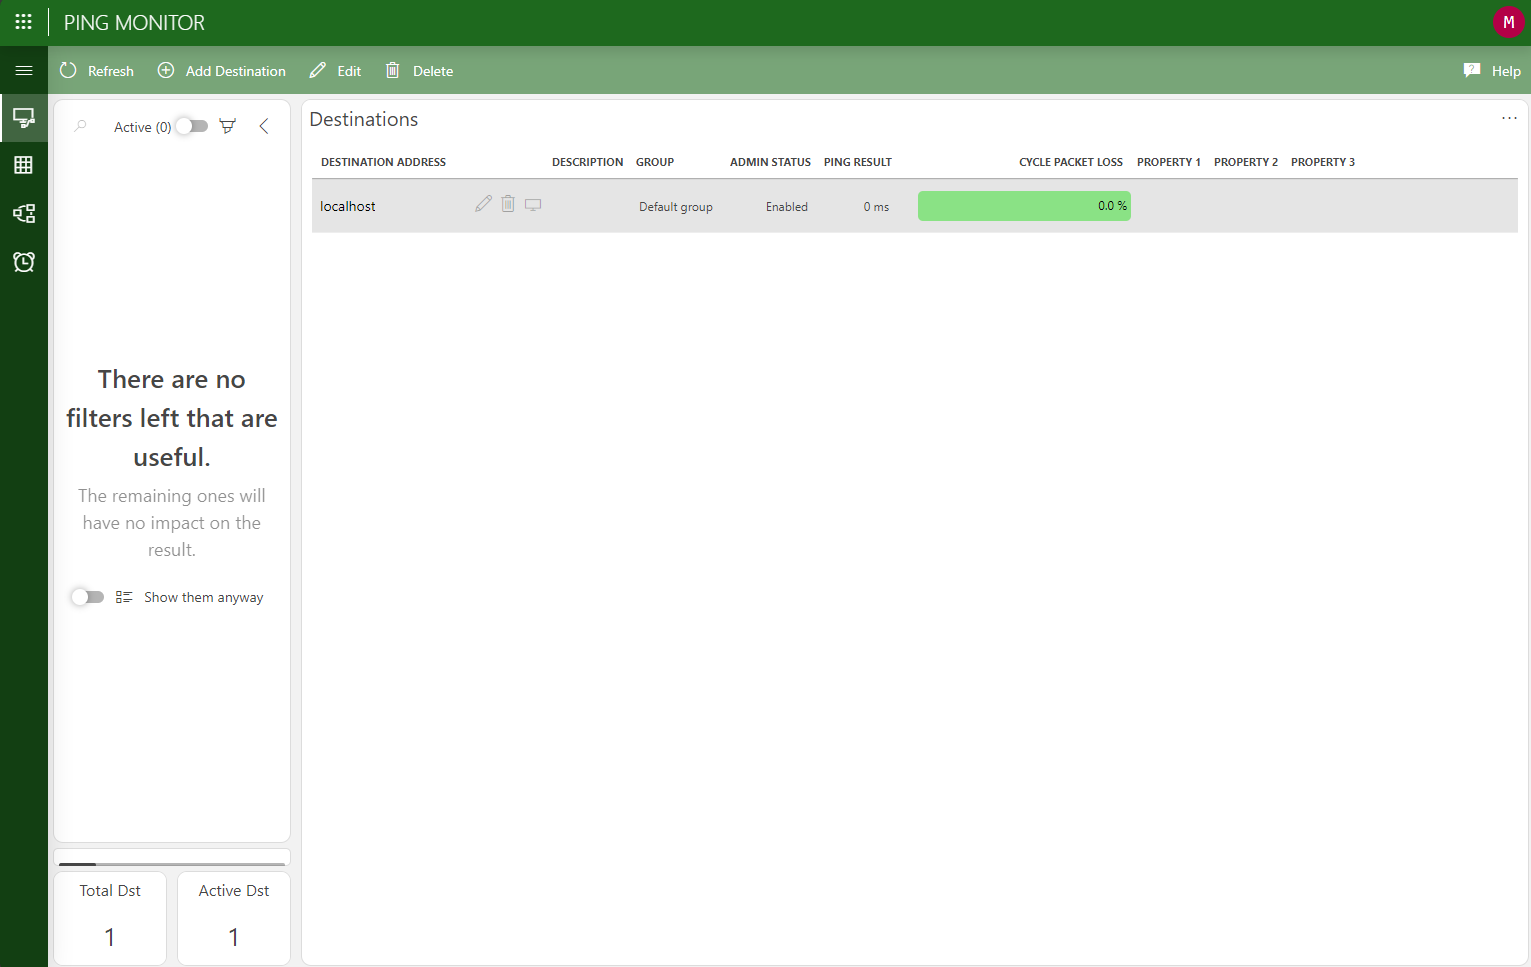 PING MONITOR
M
Refresh
Add Destination
Edit
Delete
Help
Active (0)
There are no
filters left that are
useful.
The remaining ones will
have no impact on the
result.
Show them anyway
Total Dst
1
Active Dst
1
Destinations
DESTINATION ADDRESS DESCRIPTION GROUP ADMIN STATUS PING RESULT CYCLE PACKET LOSS PROPERTY 1 PROPERTY 2 PROPERTY 3
localhost Default group Enabled 0 ms 0.0 %